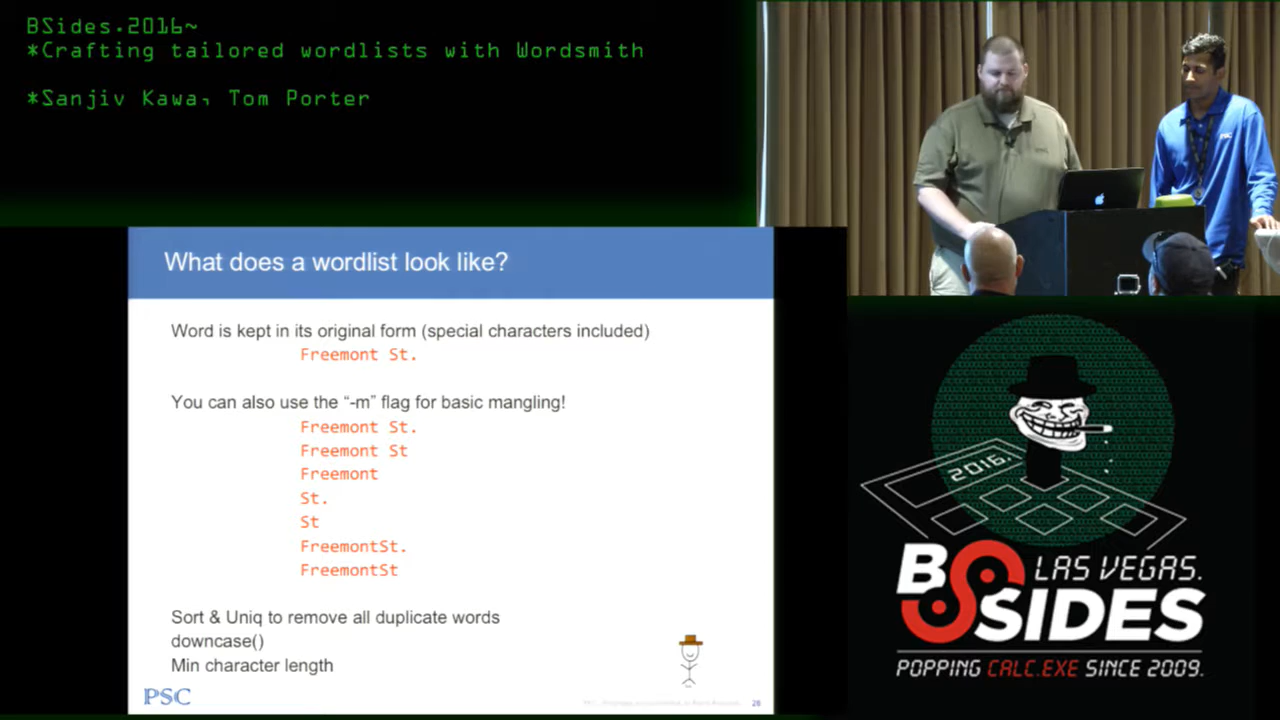 BSides.2016~
*Crafting tailored wordlists with Wordsmith
*Sanjiv Kawa, Tom Porter
PSC
What does a wordlist look like?
Word is kept in its original form (special characters included)
Freemont St.
You can also use the “-m” flag for basic mangling!
Freemont St.
Freemont St
Freemont
St.
St
FreemontSt.
FreemontSt
Sort & Uniq to remove all duplicate words
downcase()
Min character length
PSC
28
2016.
BSIDES
LAS VEGAS.
POPPING CALC.EXE SINCE 2009.